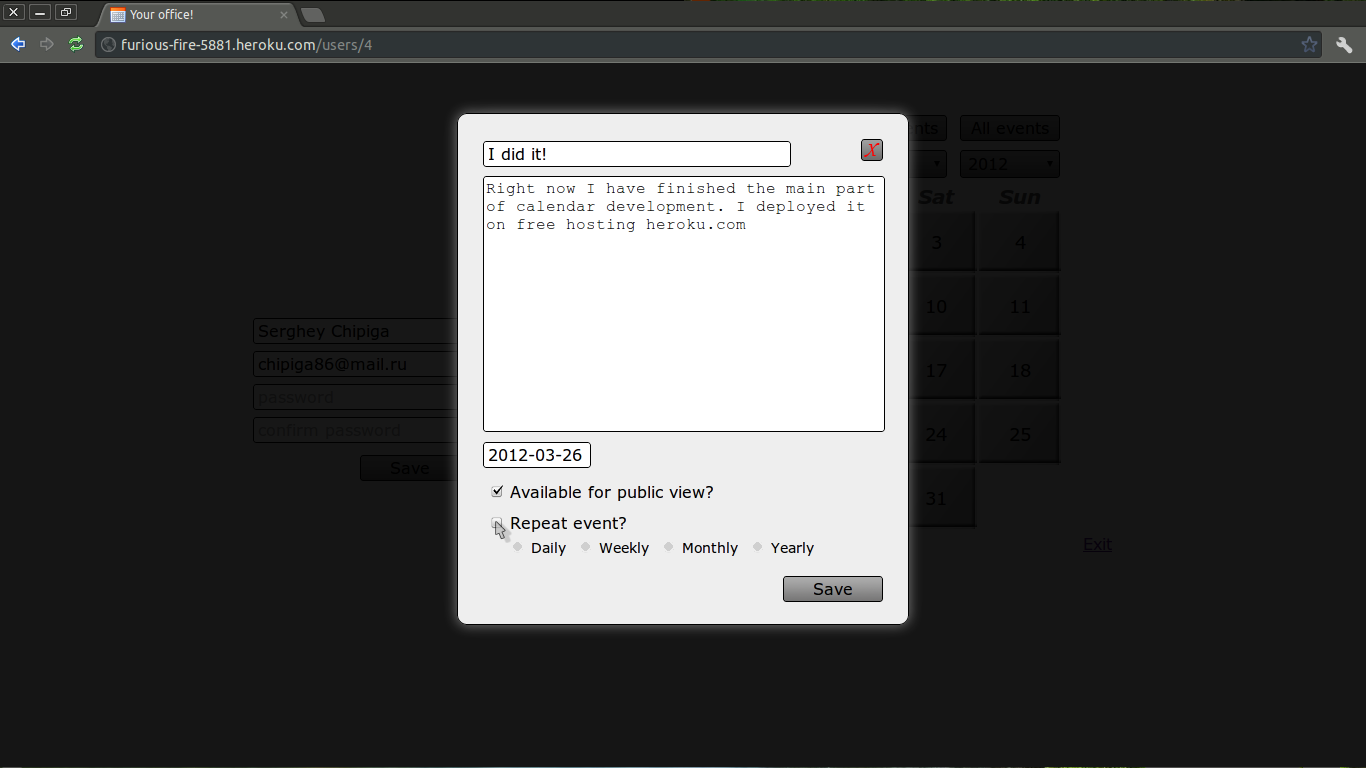 Your office!
furious-fire-5881.heroku.com/users/4
nts
All events
I did it!
X
2012
Right now I have finished the main part
of calendar development. I deployed it
on free hosting heroku.com
Sat
Sun
3
4
10
11
Serghey Chipiga
chipiga86@mail.ru
17
18
password
confirm password
24
25
2012-03-26
Save
Available for public view?
31
Repeat event?
Daily
Weekly
Monthly
Yearly
Exit
Save